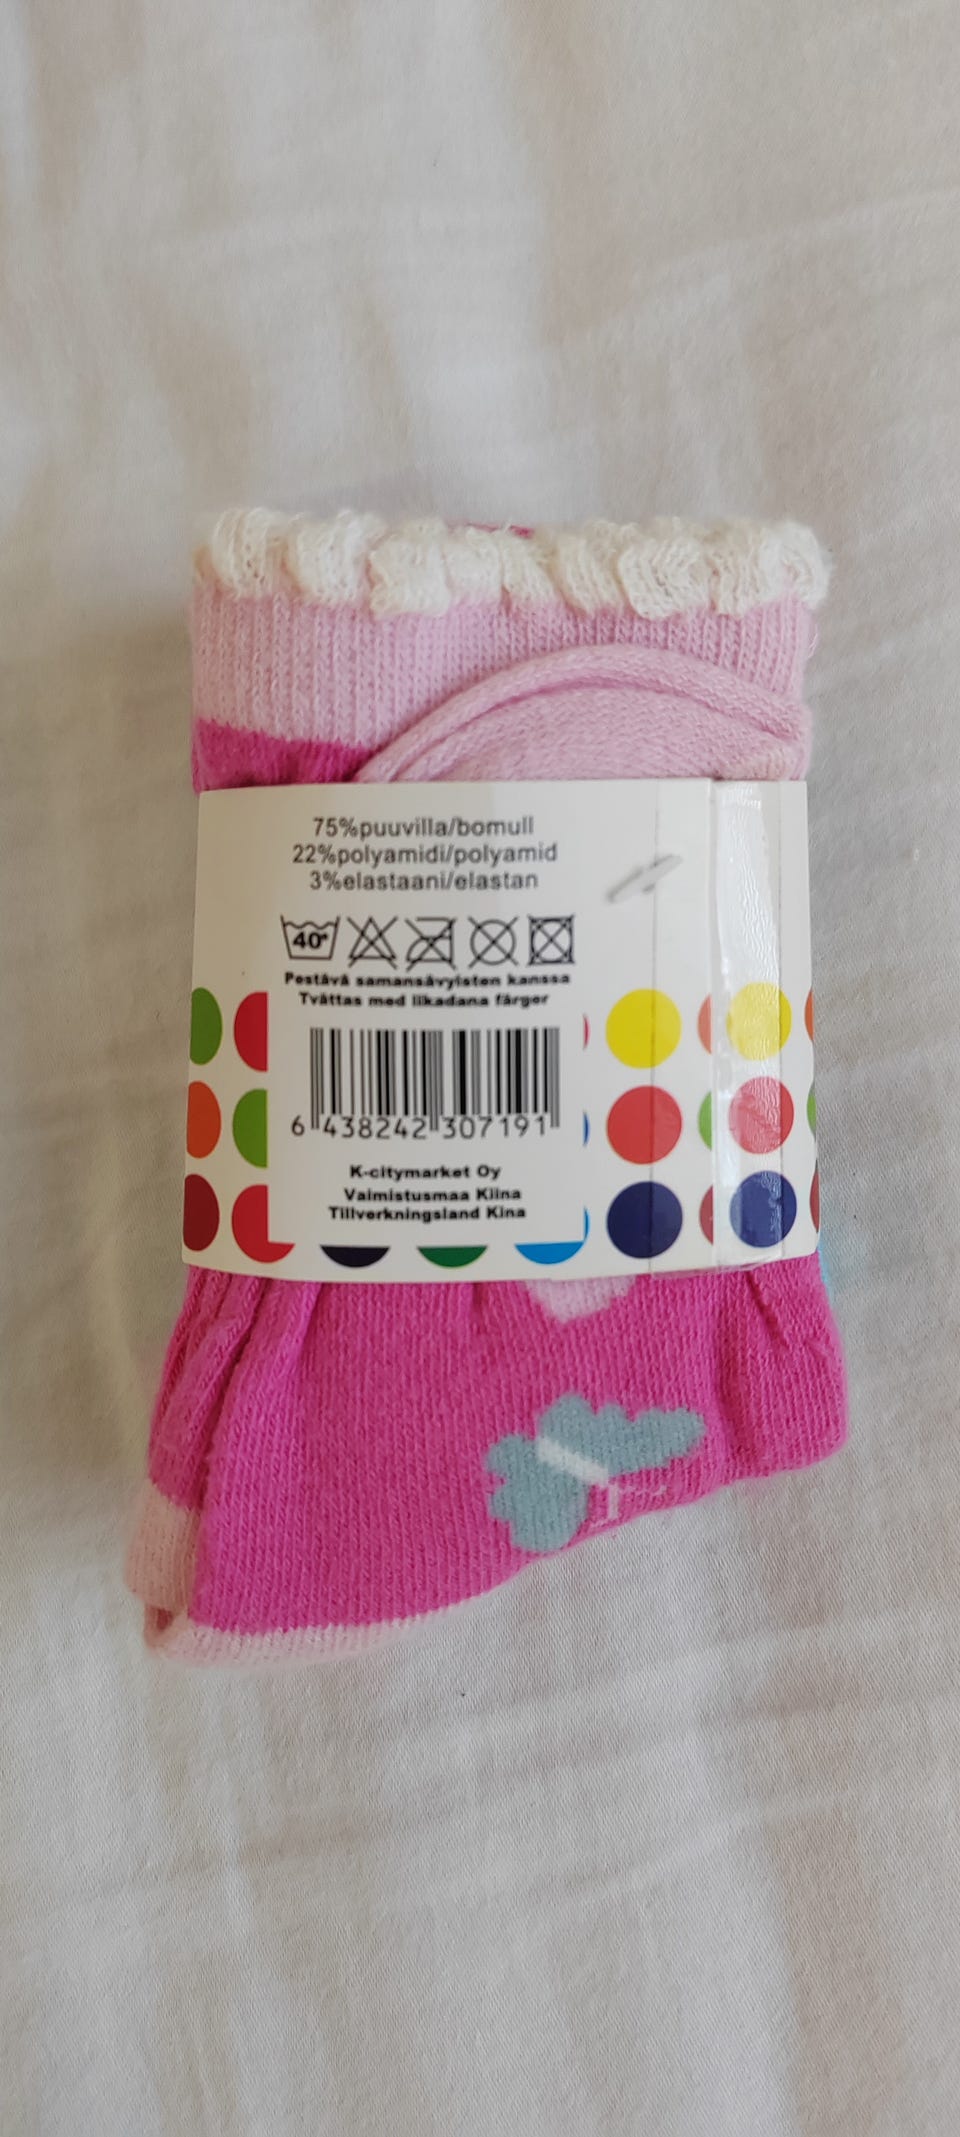 75%puuvilla/bomull
22%polyamidi/polyamid
3%elastaani/elastan
40°
Pestävä samansävyisten kanssa
Tvättas med likadana färger
6 438242 307191
K-citymarket Oy
Valmistusmaa Kiina
Tillverkningsland Kina